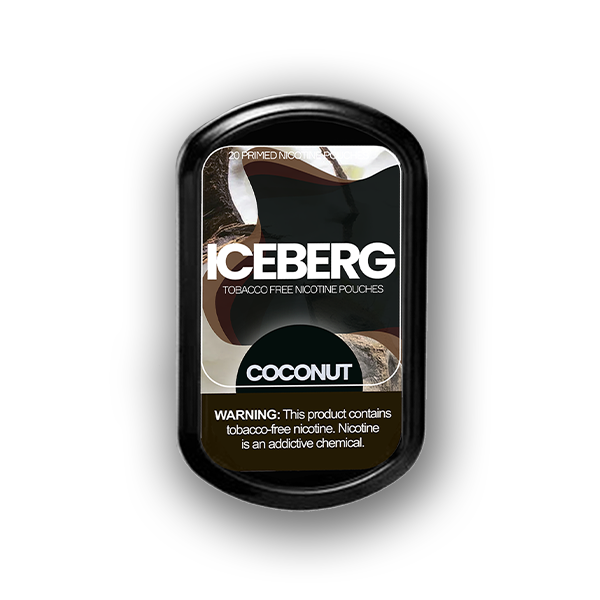 20 PRIMED
ICEBERG
TOBACCO FREE NICOTINE POUCHES
COCONUT
WARNING: This product contains
tobacco-free nicotine. Nicotine
is an addictive chemical.